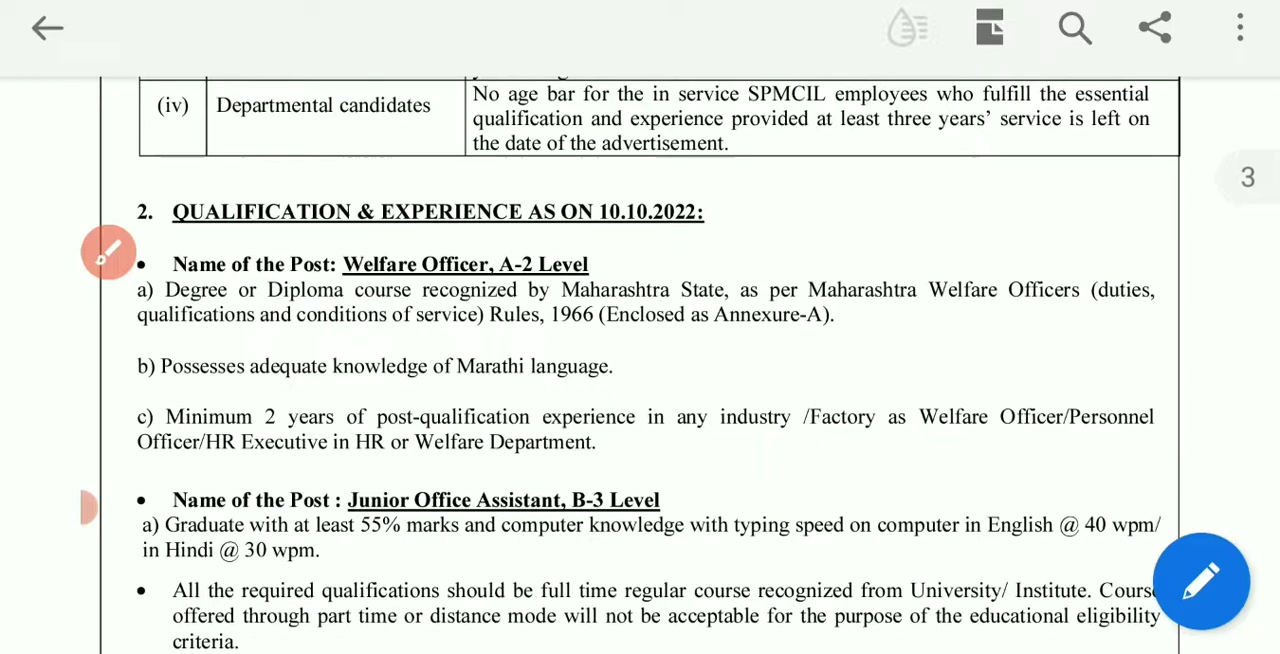 (iv) Departmental candidates
No age bar for the in service SPMCIL employees who fulfill the essential
qualification and experience provided at least three years’ service is left on
the date of the advertisement.
3
2. QUALIFICATION & EXPERIENCE AS ON 10.10.2022:
• Name of the Post: Welfare Officer, A-2 Level
a) Degree or Diploma course recognized by Maharashtra State, as per Maharashtra Welfare Officers (duties,
qualifications and conditions of service) Rules, 1966 (Enclosed as Annexure-A).
b) Possesses adequate knowledge of Marathi language.
c) Minimum 2 years of post-qualification experience in any industry /Factory as Welfare Officer/Personnel
Officer/HR Executive in HR or Welfare Department.
• Name of the Post : Junior Office Assistant, B-3 Level
a) Graduate with at least 55% marks and computer knowledge with typing speed on computer in English @ 40 wpm/
in Hindi @ 30 wpm.
• All the required qualifications should be full time regular course recognized from University/ Institute. Cours
offered through part time or distance mode will not be acceptable for the purpose of the educational eligibility
criteria.